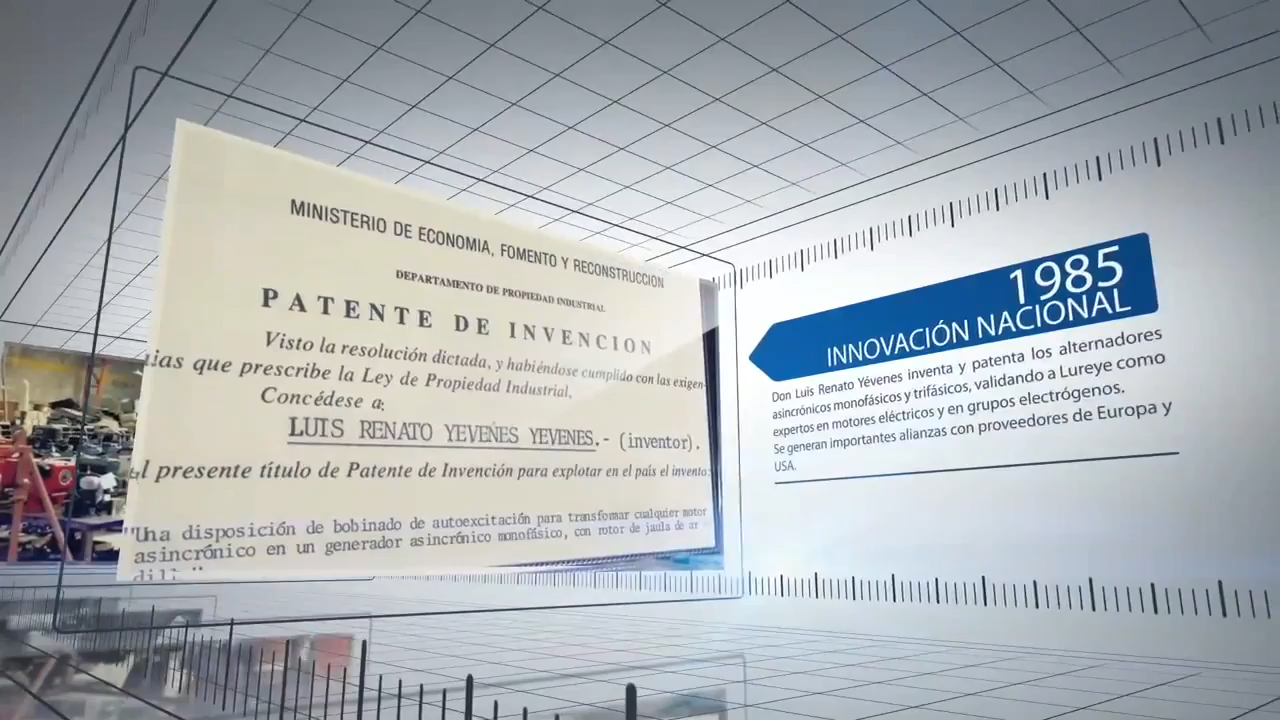 MINISTERIO DE ECONOMIA, FOMENTO Y RECONSTRUCCION
DEPARTAMENTO DE PROPIEDAD INDUSTRIAL
PATENTE DE INVENCION
Visto la resolución dictada, y habiéndose cumplido con las exigen-
ias que prescribe la Ley de Propiedad Industrial,
Concédese a:
LUIS RENATO YEVENES YEVENES.- (inventor).
l presente título de Patente de Invención para explotar en el país el invento:
"Una disposición de bobinado de autoexcitación para transformar cualquier motor
asincrónico en un generador asincrónico monofásico, con rotor de jaula de ar
dill
1985
INNOVACIÓN NACIONAL
Don Luis Renato Yévenes inventa y patenta los alternadores
asincrónicos monofásicos y trifásicos, validando a Lureye como
expertos en motores eléctricos y en grupos electrógenos.
Se generan importantes alianzas con proveedores de Europa y
USA.